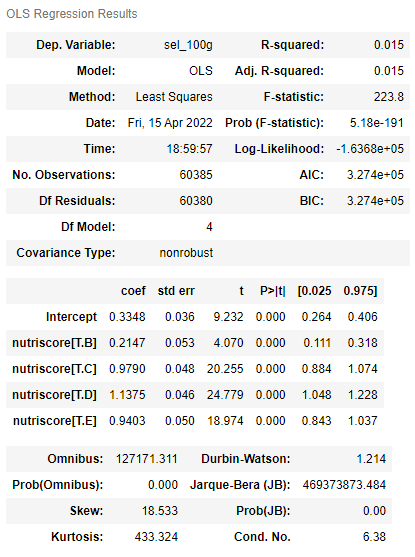 OLS Regression Results
Dep. Variable: sel_100g R-squared: 0.015
Model: OLS Adj. R-squared: 0.015
Method: Least Squares F-statistic: 223.8
Date: Fri, 15 Apr 2022 Prob (F-statistic): 5.18e-191
Time: 18:59:57 Log-Likelihood: -1.6368e+05
No. Observations: 60385 AIC: 3.274e+05
Df Residuals: 60380 BIC: 3.274e+05
Df Model: 4
Covariance Type: nonrobust
coef std err t P>|t| [0.025 0.975]
Intercept 0.3348 0.036 9.232 0.000 0.264 0.406
nutriscore[T.B] 0.2147 0.053 4.070 0.000 0.111 0.318
nutriscore[T.C] 0.9790 0.048 20.255 0.000 0.884 1.074
nutriscore[T.D] 1.1375 0.046 24.779 0.000 1.048 1.228
nutriscore[T.E] 0.9403 0.050 18.974 0.000 0.843 1.037
Omnibus: 127171.311 Durbin-Watson: 1.214
Prob(Omnibus): 0.000 Jarque-Bera (JB): 469373873.484
Skew: 18.533 Prob(JB): 0.00
Kurtosis: 433.324 Cond. No. 6.38